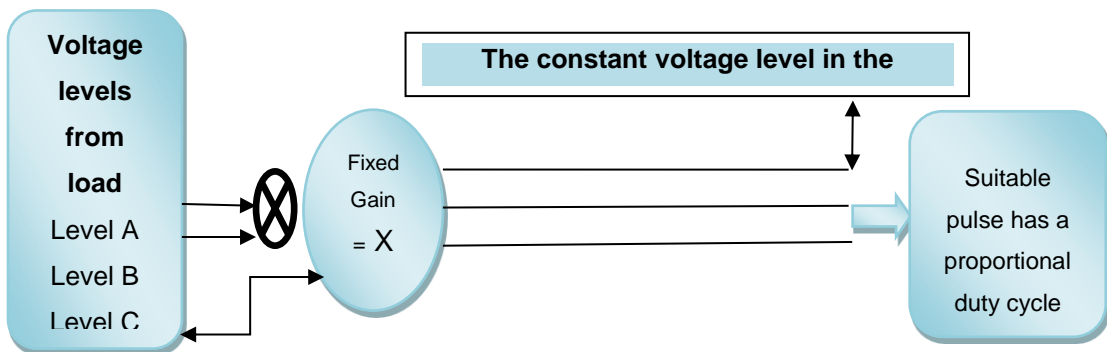 Voltage
levels
from
load
Level A
Level B
Level C
The constant voltage level in the
Fixed
Gain
= X
Suitable
pulse has a
proportional
duty cycle